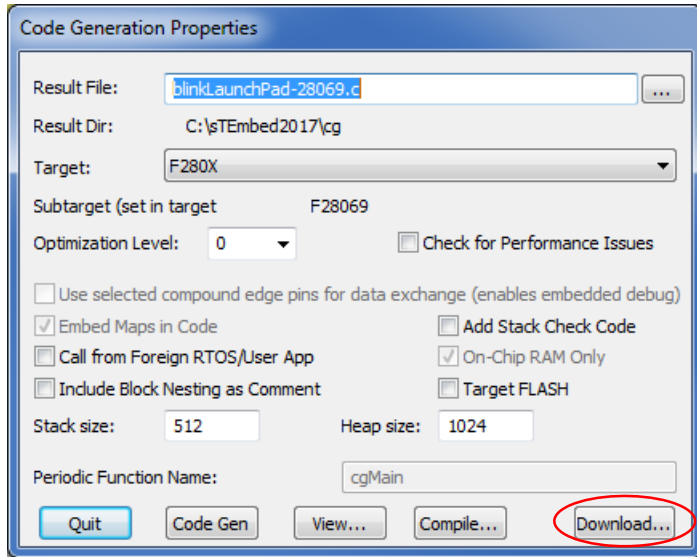 Code Generation Properties
Result File: blinkLaunchPad-28069.c ...
Result Dir: C:\sTEmbed2017\cg
Target: F280X
Subtarget (set in target F28069
Optimization Level: 0 Check for Performance Issues
Use selected compound edge pins for data exchange (enables embedded debug)
Embed Maps in Code Add Stack Check Code
Call from Foreign RTOS/User App On-Chip RAM Only
Include Block Nesting as Comment Target FLASH
Stack size: 512 Heap size: 1024
Periodic Function Name: cgMain
Quit Code Gen View... Compile... Download...